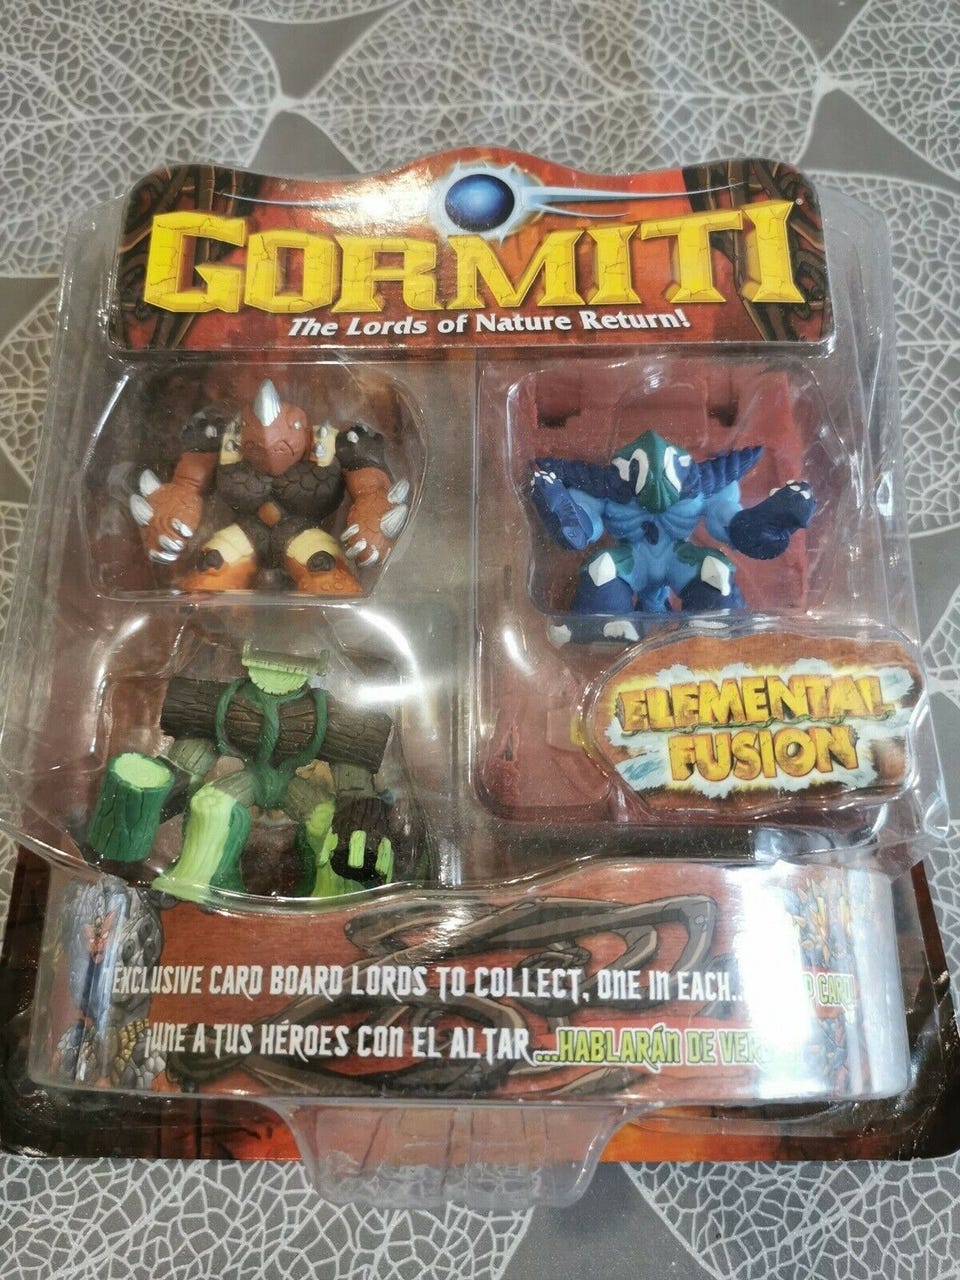 GORMITI
The Lords of Nature Return!
ELEMENTAL
FUSION
EXCLUSIVE CARD BOARD LORDS TO COLLECT, ONE IN EACH..
¡UNE A TUS HÉROES CON EL ALTAR...HABLARÁN DE